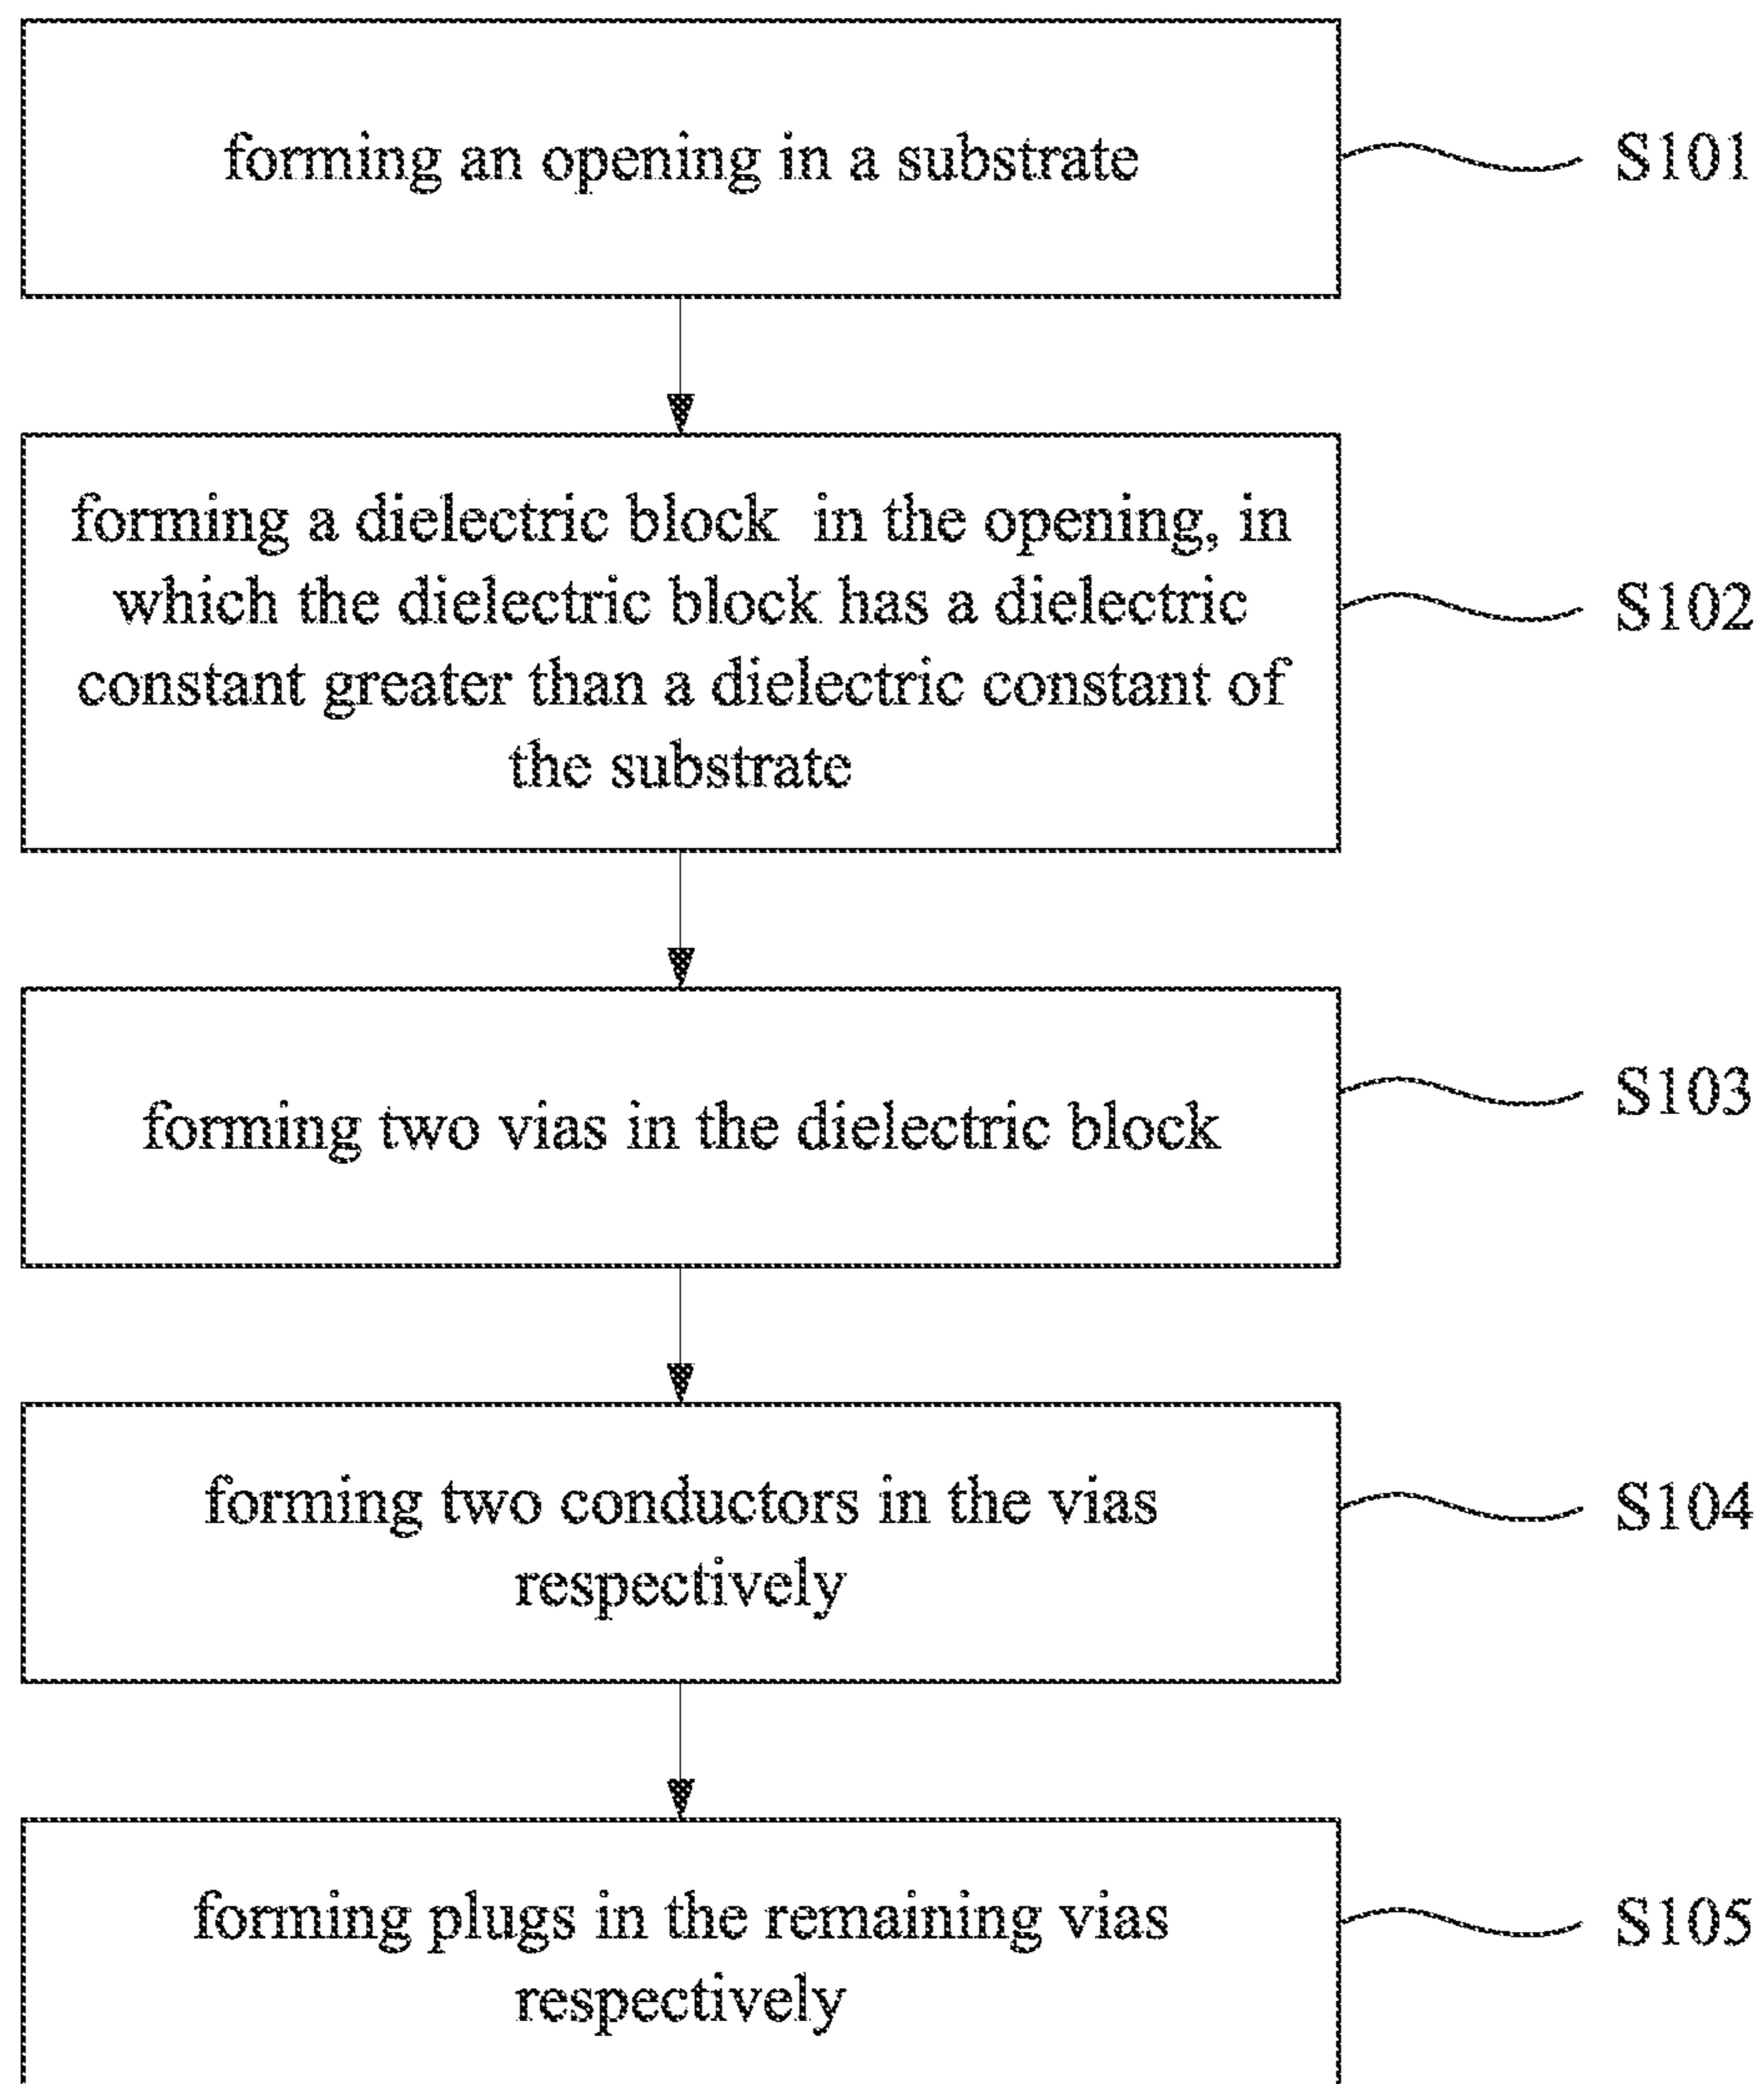 forming an opening in a substrate
S101
forming a dielectric block in the opening, in
which the dielectric block has a dielectric
constant greater than a dielectric constant of
the substrate
S102
forming two vias in the dielectric block
S103
forming two conductors in the vias
respectively
S104
forming plugs in the remaining vias
respectively
S105